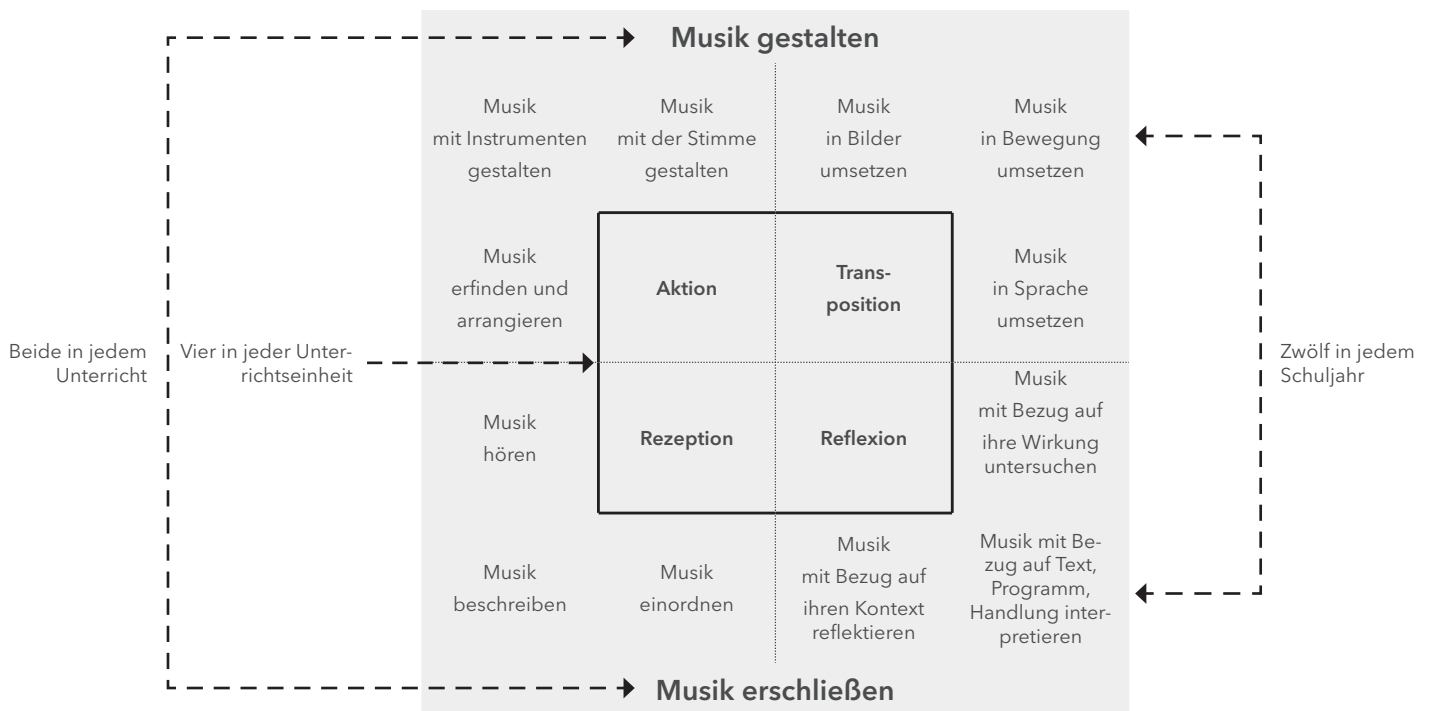 Musik gestalten
Musik
mit Instrumenten
gestalten
Musik
mit der Stimme
gestalten
Musik
in Bilder
umsetzen
Musik
in Bewegung
umsetzen
Musik
erfinden und
arrangieren
Aktion
Trans-
position
Musik
in Sprache
umsetzen
Beide in jedem
Unterricht
Vier in jeder Unter-
richtseinheit
Zwölf in jedem
Schuljahr
Musik
hören
Rezeption
Reflexion
Musik
mit Bezug auf
ihre Wirkung
untersuchen
Musik
beschreiben
Musik
einordnen
Musik
mit Bezug auf
ihren Kontext
reflektieren
Musik mit Be-
zug auf Text,
Programm,
Handlung inter-
pretieren
Musik erschließen